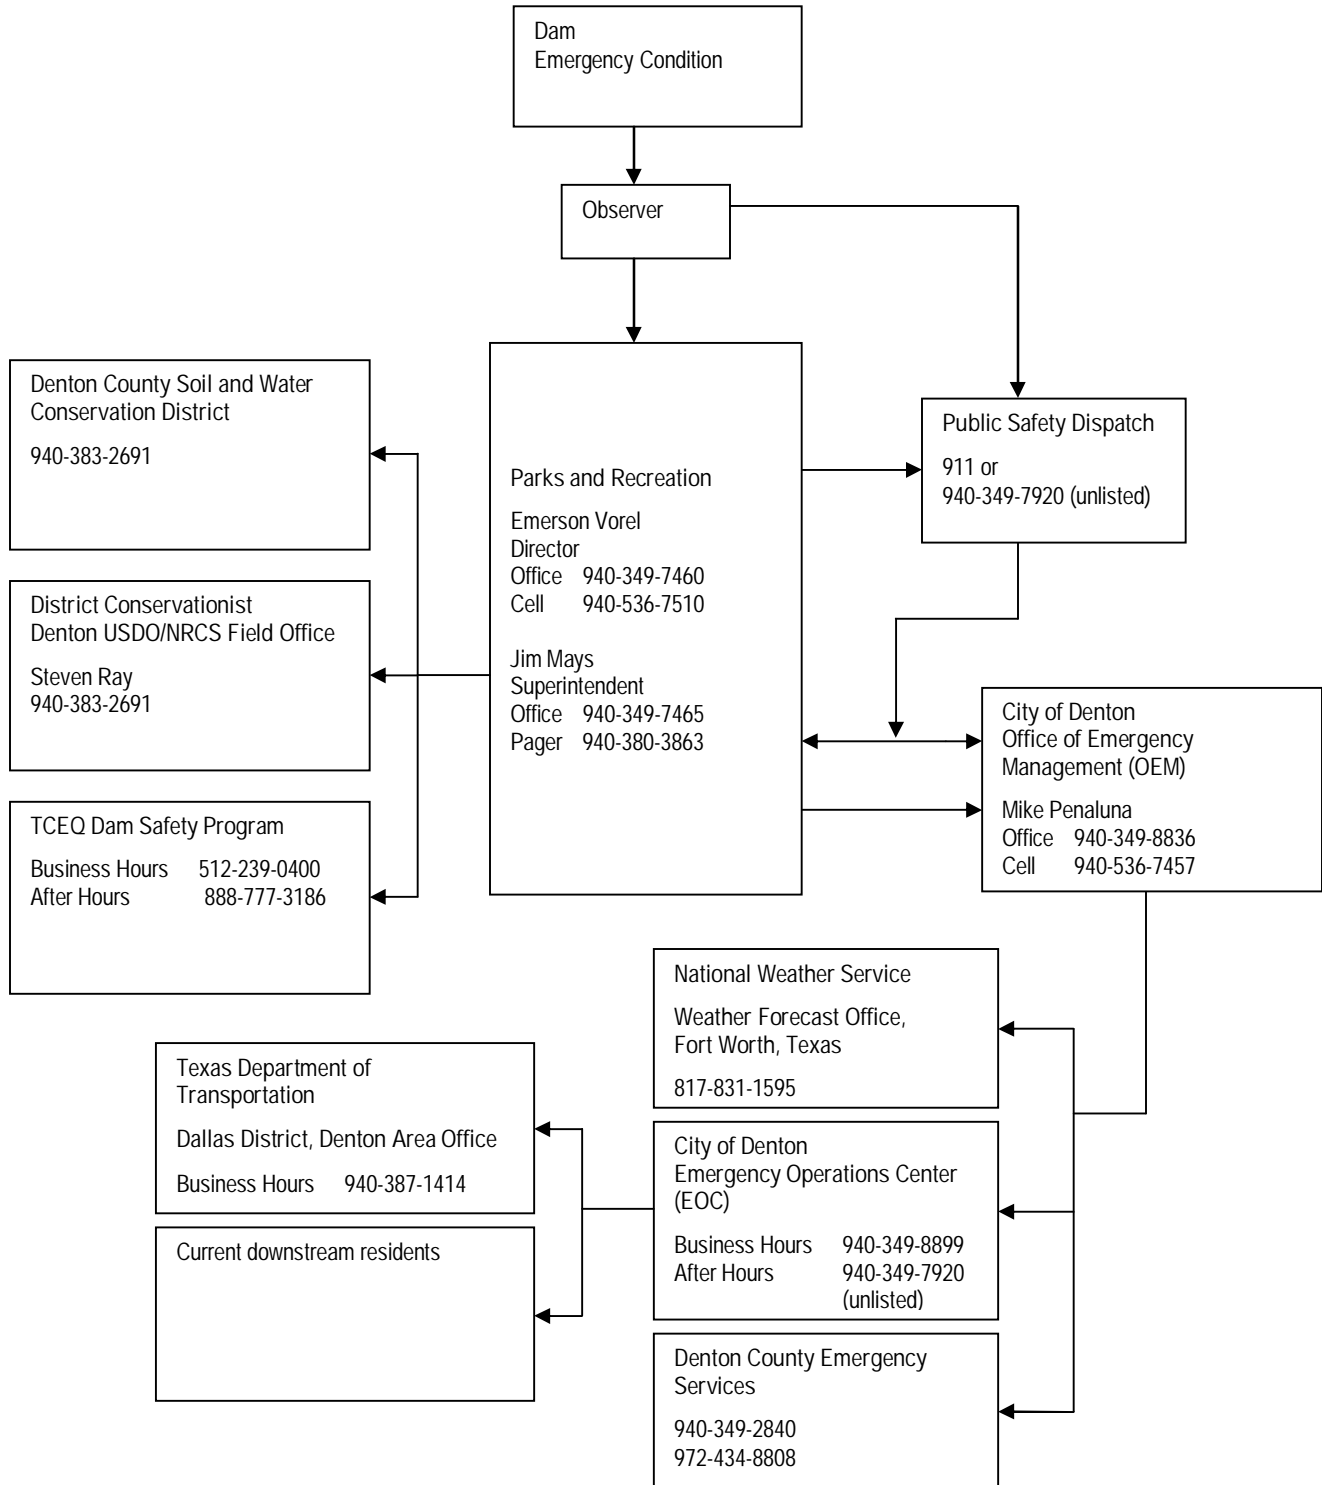 Dam
Emergency Condition
Observer
Denton County Soil and Water
Conservation District
940-383-2691
District Conservationist
Denton USDO/NRCS Field Office
Steven Ray
940-383-2691
TCEQ Dam Safety Program
Business Hours 512-239-0400
After Hours 888-777-3186
Parks and Recreation
Emerson Vorel
Director
Office 940-349-7460
Cell 940-536-7510
Jim Mays
Superintendent
Office 940-349-7465
Pager 940-380-3863
Public Safety Dispatch
911 or
940-349-7920 (unlisted)
City of Denton
Office of Emergency
Management (OEM)
Mike Penaluna
Office 940-349-8836
Cell 940-536-7457
National Weather Service
Weather Forecast Office,
Fort Worth, Texas
817-831-1595
Texas Department of
Transportation
Dallas District, Denton Area Office
Business Hours 940-387-1414
City of Denton
Emergency Operations Center
(EOC)
Business Hours 940-349-8899
After Hours 940-349-7920
(unlisted)
Current downstream residents
Denton County Emergency
Services
940-349-2840
972-434-8808